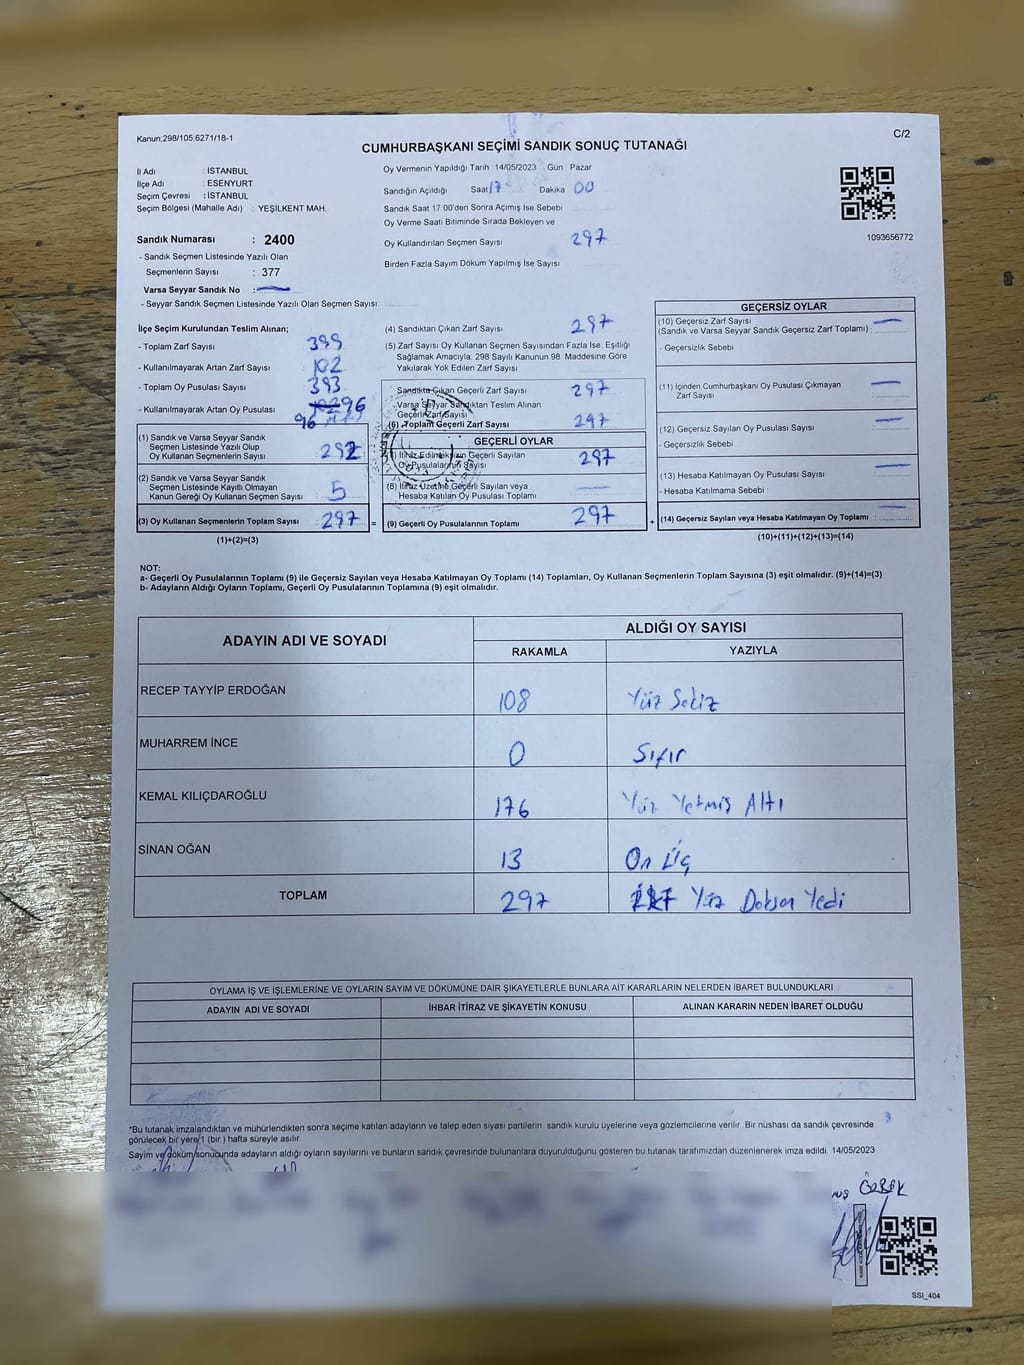 Kanun:298/105:6271/18-1
C/2
CUMHURBAŞKANI SEÇİMİ SANDIK SONUÇ TUTANAĞI
İl Adı : İSTANBUL
İlçe Adı : ESENYURT
Seçim Çevresi : İSTANBUL
Seçim Bölgesi (Mahalle Adı) : YEŞİLKENT MAH.
Sandık Numarası : 2400
- Sandık Seçmen Listesinde Yazılı Olan
Seçmenlerin Sayısı : 377
Varsa Seyyar Sandık No :
- Seyyar Sandık Seçmen Listesinde Yazılı Olan Seçmen Sayısı:
Oy Vermenin Yapıldığı Tarih 14/05/2023 Gün Pazar
Sandığın Açıldığı Saat 17 Dakika 00
Sandık Saat 17.00'den Sonra Açımış İse Sebebi
Oy Verme Saati Bitiminde Sırada Bekleyen ve
Oy Kullandırılan Seçmen Sayısı 297
Birden Fazla Sayım Döküm Yapılmış İse Sayısı
1093656772
İlçe Seçim Kurulundan Teslim Alınan;
- Toplam Zarf Sayısı 399
- Kullanılmayarak Artan Zarf Sayısı 102
- Toplam Oy Pusulası Sayısı 393
- Kullanılmayarak Artan Oy Pusulası 96
96
(1) Sandık ve Varsa Seyyar Sandık
Seçmen Listesinde Yazılı Olup
Oy Kullanan Seçmenlerin Sayısı : 292
(2) Sandık ve Varsa Seyyar Sandık
Seçmen Listesinde Kayıtlı Olmayan
Kanun Gereği Oy Kullanan Seçmen Sayısı : 5
(3) Oy Kullanan Seçmenlerin Toplam Sayısı : 297 =
(1)+(2)=(3)
(4) Sandıktan Çıkan Zarf Sayısı 297
(5) Zarf Sayısı Oy Kullanan Seçmen Sayısından Fazla İse, Eşitliği
Sağlamak Amacıyla, 298 Sayılı Kanunun 98. Maddesine Göre
Yakılarak Yok Edilen Zarf Sayısı
Sandıkta Çıkan Geçerli Zarf Sayısı 297
Varsa Seyyar Sandıktan Teslim Alınan
Geçerli Zarf Sayısı
(6) Toplam Geçerli Zarf Sayısı 297
GEÇERLİ OYLAR
İtiraz Edilmeksizin Geçerli Sayılan
Oy Pusulalarının Sayısı 297
(8) İtiraz Üzerine Geçerli Sayılan veya
Hesaba Katılan Oy Pusulası Toplamı
(9) Geçerli Oy Pusulalarının Toplamı 297 +
GEÇERSİZ OYLAR
(10) Geçersiz Zarf Sayısı
(Sandık ve Varsa Seyyar Sandık Geçersiz Zarf Toplamı) :
- Geçersizlik Sebebi
(11) İçinden Cumhurbaşkanı Oy Pusulası Çıkmayan
Zarf Sayısı
(12) Geçersiz Sayılan Oy Pusulası Sayısı
- Geçersizlik Sebebi
(13) Hesaba Katılmayan Oy Pusulası Sayısı
- Hesaba Katılmama Sebebi
(14) Geçersiz Sayılan veya Hesaba Katılmayan Oy Toplamı :
(10)+(11)+(12)+(13)=(14)
NOT:
a- Geçerli Oy Pusulalarının Toplamı (9) ile Geçersiz Sayılan veya Hesaba Katılmayan Oy Toplamı (14) Toplamları, Oy Kullanan Seçmenlerin Toplam Sayısına (3) eşit olmalıdır. (9)+(14)=(3)
b- Adayların Aldığı Oyların Toplamı, Geçerli Oy Pusulalarının Toplamına (9) eşit olmalıdır.
ADAYIN ADI VE SOYADI
ALDIĞI OY SAYISI
RAKAMLA YAZIYLA
RECEP TAYYİP ERDOĞAN 108 Yüz Sekiz
MUHARREM İNCE 0 Sıfır
KEMAL KILIÇDAROĞLU 176 Yüz Yetmiş Altı
SİNAN OĞAN 13 On Üç
TOPLAM 297 Yüz Doksan Yedi
OYLAMA İŞ VE İŞLEMLERİNE VE OYLARIN SAYIM VE DÖKÜMÜNE DAİR ŞİKAYETLERLE BUNLARA AİT KARARLARIN NELERDEN İBARET BULUNDUKLARI
ADAYIN ADI VE SOYADI İHBAR İTİRAZ VE ŞİKAYETİN KONUSU ALINAN KARARIN NEDEN İBARET OLDUĞU
*Bu tutanak imzalandıktan ve mühürlendikten sonra seçime katılan adayların ve talep eden siyasi partilerin sandık kurulu üyelerine veya gözlemcilerine verilir. Bir nüshası da sandık çevresinde
görülecek bir yere 1 (bir ) hafta süreyle asılır.
Sayım ve döküm sonucunda adayların aldığı oyların sayılarını ve bunların sandık çevresinde bulunanlara duyurulduğunu gösteren bu tutanak tarafımızdan düzenlenerek imza edildi. 14/05/2023
ÖZBEK
SSI_404